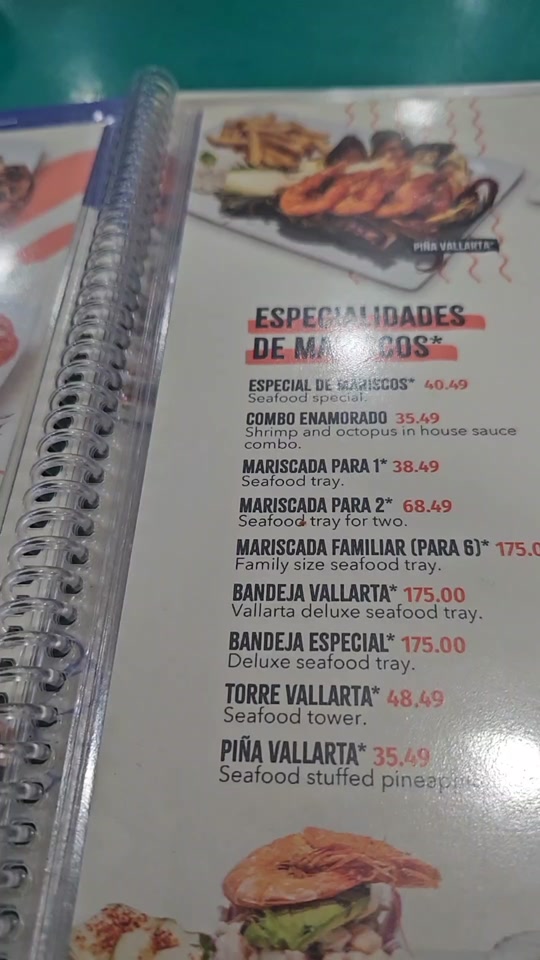 PIÑA VALLARTA*
ESPECIALIDADES
DE MARISCOS*
ESPECIAL DE MARISCOS* 40.49
Seafood special.
COMBO ENAMORADO 35.49
Shrimp and octopus in house sauce
combo.
MARISCADA PARA 1* 38.49
Seafood tray.
MARISCADA PARA 2* 68.49
Seafood tray for two.
MARISCADA FAMILIAR (PARA 6)* 175.0
Family size seafood tray.
BANDEJA VALLARTA* 175.00
Vallarta deluxe seafood tray.
BANDEJA ESPECIAL* 175.00
Deluxe seafood tray.
TORRE VALLARTA* 48.49
Seafood tower.
PIÑA VALLARTA* 35.49
Seafood stuffed pineapple.